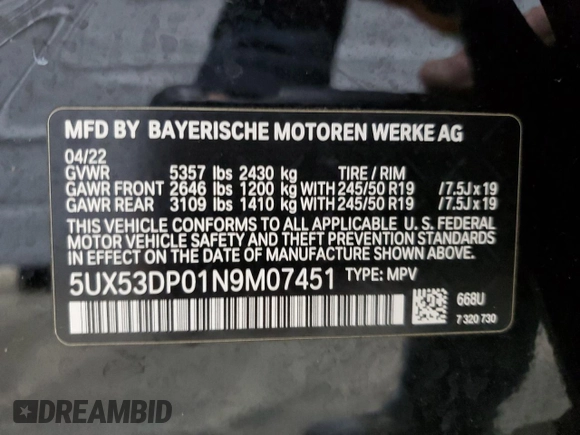 MFD BY BAYERISCHE MOTOREN WERKE AG
04/22
GVWR 5357 lbs 2430 kg TIRE / RIM
GAWR FRONT 2646 lbs 1200 kg WITH 245/50 R19 /7.5J x 19
GAWR REAR 3109 lbs 1410 kg WITH 245/50 R19 /7.5J x 19
THIS VEHICLE CONFORMS TO ALL APPLICABLE U. S. FEDERAL
MOTOR VEHICLE SAFETY AND THEFT PREVENTION STANDARDS
IN EFFECT ON THE DATE OF MANUFACTURE SHOWN ABOVE.
5UX53DP01N9M07451 TYPE: MPV
668U
7 320 730
DREAMBID